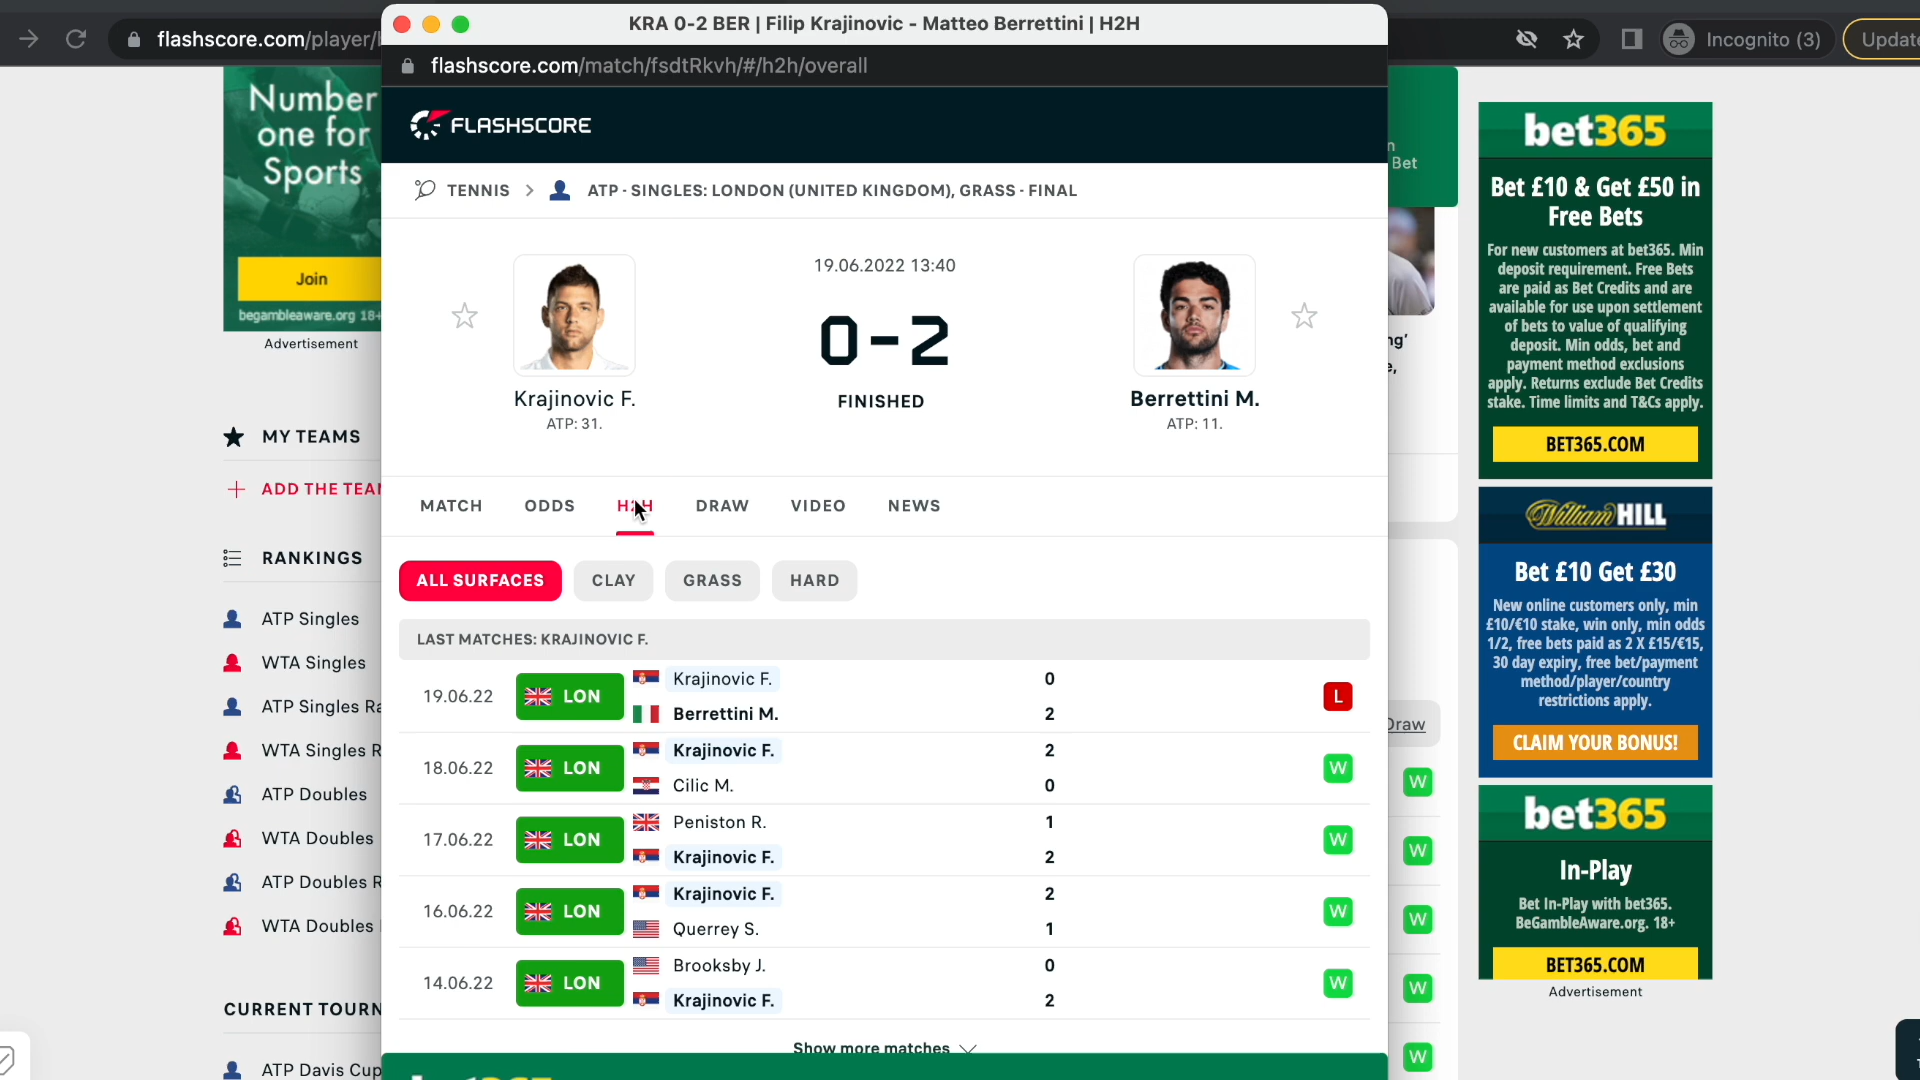 KRA 0-2 BER | Filip Krajinovic - Matteo Berrettini | H2H
flashscore.com/player/
Incognito (3)
Update
flashscore.com/match/fsdtRkvh/#/h2h/overall
FLASHSCORE
TENNIS > ATP - SINGLES: LONDON (UNITED KINGDOM), GRASS - FINAL
19.06.2022 13:40
0-2
FINISHED
Krajinovic F.
ATP: 31.
Berrettini M.
ATP: 11.
MATCH ODDS H2H DRAW VIDEO NEWS
ALL SURFACES CLAY GRASS HARD
LAST MATCHES: KRAJINOVIC F.
19.06.22 LON Krajinovic F. 0 L
Berrettini M. 2
18.06.22 LON Krajinovic F. 2 W
Cilic M. 0
17.06.22 LON Peniston R. 1 W
Krajinovic F. 2
16.06.22 LON Krajinovic F. 2 W
Querrey S. 1
14.06.22 LON Brooksby J. 0 W
Krajinovic F. 2
Show more matches
Number
one for
Sports
Join
begambleaware.org 18+
Advertisement
MY TEAMS
ADD THE TEAM
RANKINGS
ATP Singles
WTA Singles
ATP Singles Ra
WTA Singles R
ATP Doubles
WTA Doubles
ATP Doubles R
WTA Doubles
CURRENT TOURN
ATP Davis Cup
Bet
Draw
W
W
W
W
W
bet365
Bet £10 & Get £50 in
Free Bets
For new customers at bet365. Min
deposit requirement. Free Bets
are paid as Bet Credits and are
available for use upon settlement
of bets to value of qualifying
deposit. Min odds, bet and
payment method exclusions
apply. Returns exclude Bet Credits
stake. Time limits and T&Cs apply.
BET365.COM
William HILL
Bet £10 Get £30
New online customers only, min
£10/€10 stake, win only, min odds
1/2, free bets paid as 2 X £15/€15,
30 day expiry, free bet/payment
method/player/country
restrictions apply.
CLAIM YOUR BONUS!
bet365
In-Play
Bet In-Play with bet365.
BeGambleAware.org. 18+
BET365.COM
Advertisement